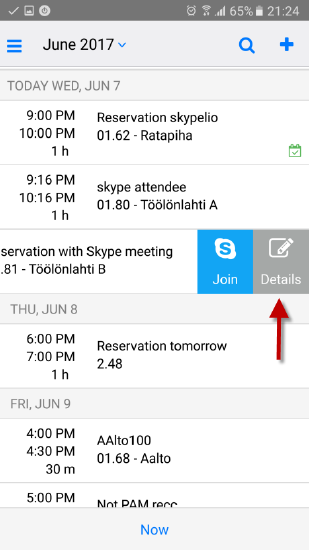 65% 21:24
June 2017
TODAY WED, JUN 7
9:00 PM Reservation skypelio
10:00 PM 01.62 - Ratapiha
1 h
9:16 PM skype attendee
10:16 PM 01.80 - Töölönlahti A
1 h
servation with Skype meeting
.81 - Töölönlahti B
Join Details
THU, JUN 8
6:00 PM Reservation tomorrow
7:00 PM 2.48
1 h
FRI, JUN 9
4:00 PM AAlto100
4:30 PM 01.68 - Aalto
30 m
5:00 PM Not PAM recc
Now